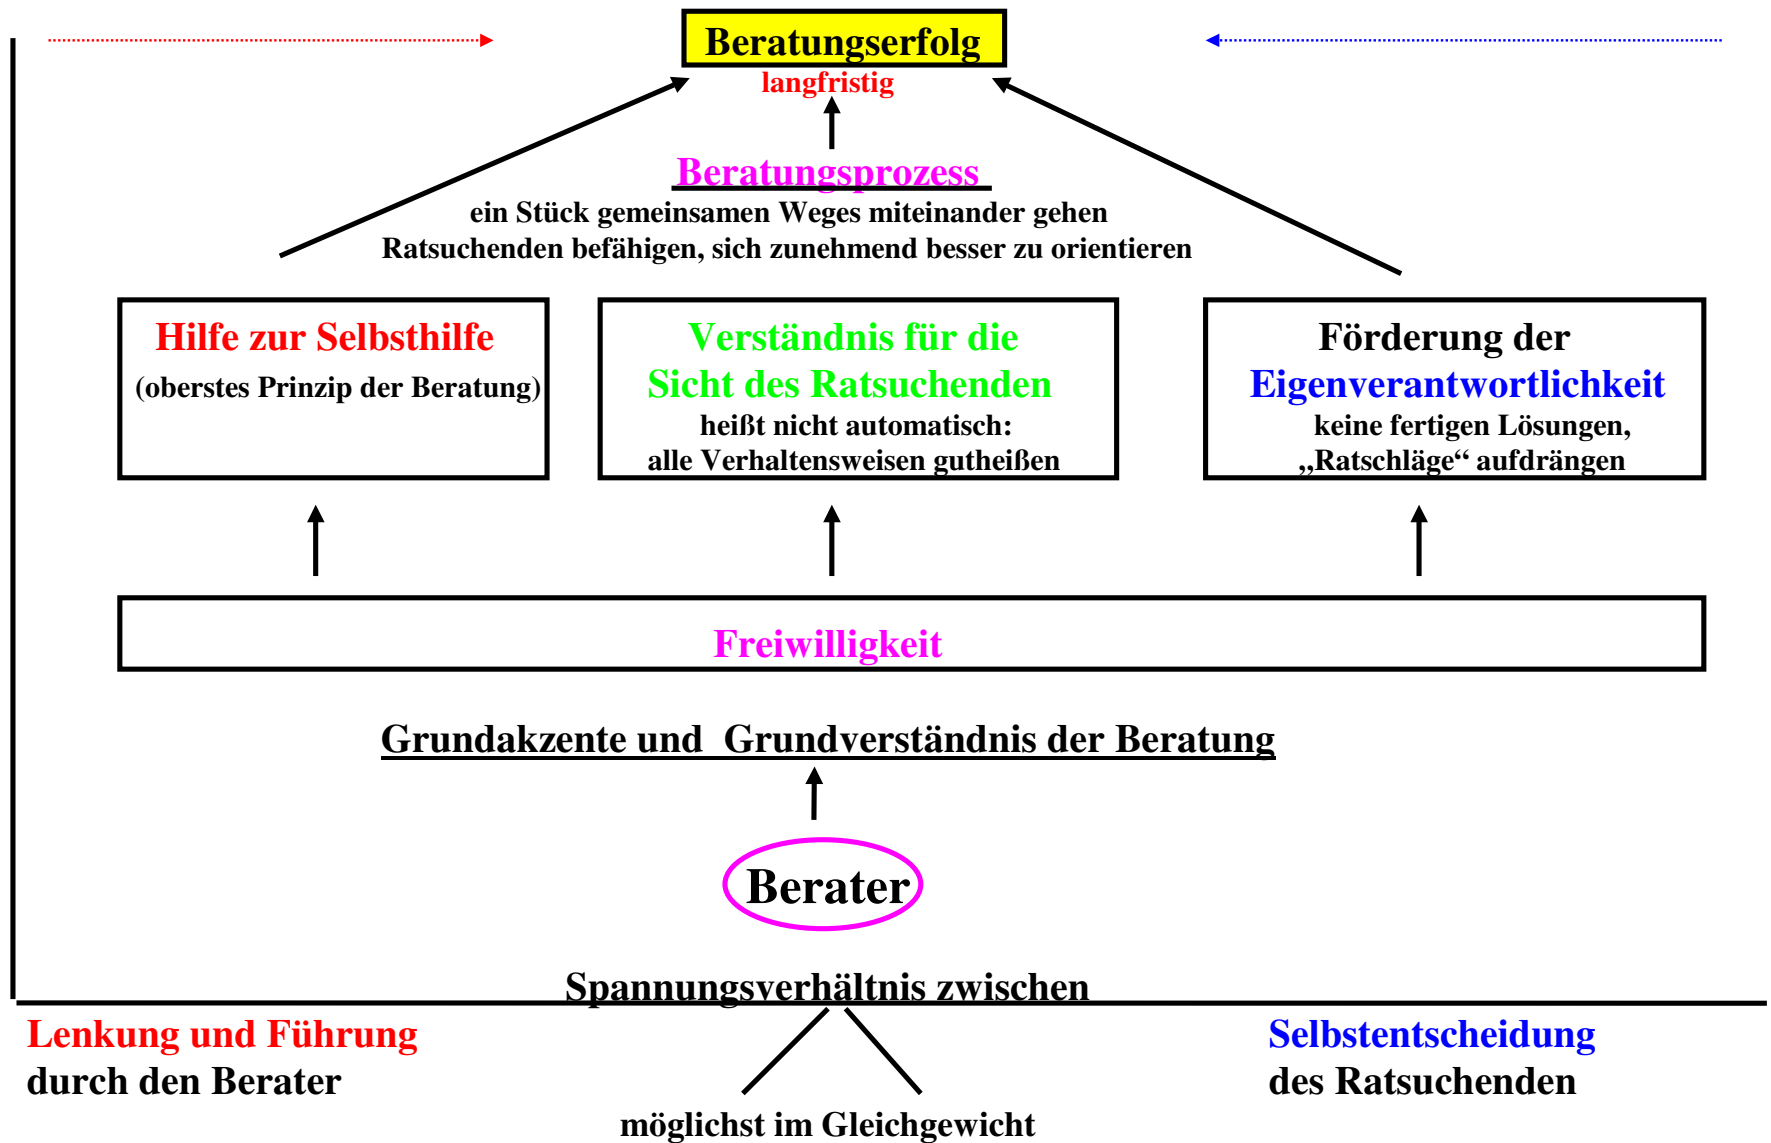 Beratungserfolg
langfristig
Beratungsprozess
ein Stück gemeinsamen Weges miteinander gehen
Ratsuchenden befähigen, sich zunehmend besser zu orientieren
Hilfe zur Selbsthilfe
(oberstes Prinzip der Beratung)
Verständnis für die
Sicht des Ratsuchenden
heißt nicht automatisch:
alle Verhaltensweisen gutheißen
Förderung der
Eigenverantwortlichkeit
keine fertigen Lösungen,
„Ratschläge“ aufdrängen
Freiwilligkeit
Grundakzente und Grundverständnis der Beratung
Berater
Spannungsverhältnis zwischen
Lenkung und Führung
durch den Berater
Selbstentscheidung
des Ratsuchenden
möglichst im Gleichgewicht